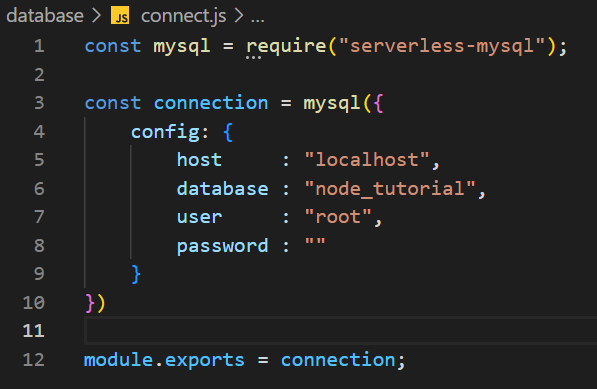 database > JS connect.js > ...
1 const mysql = require("serverless-mysql");
2
3 const connection = mysql({
4     config: {
5         host     : "localhost",
6         database : "node_tutorial",
7         user     : "root",
8         password : ""
9     }
10 })
11
12 module.exports = connection;